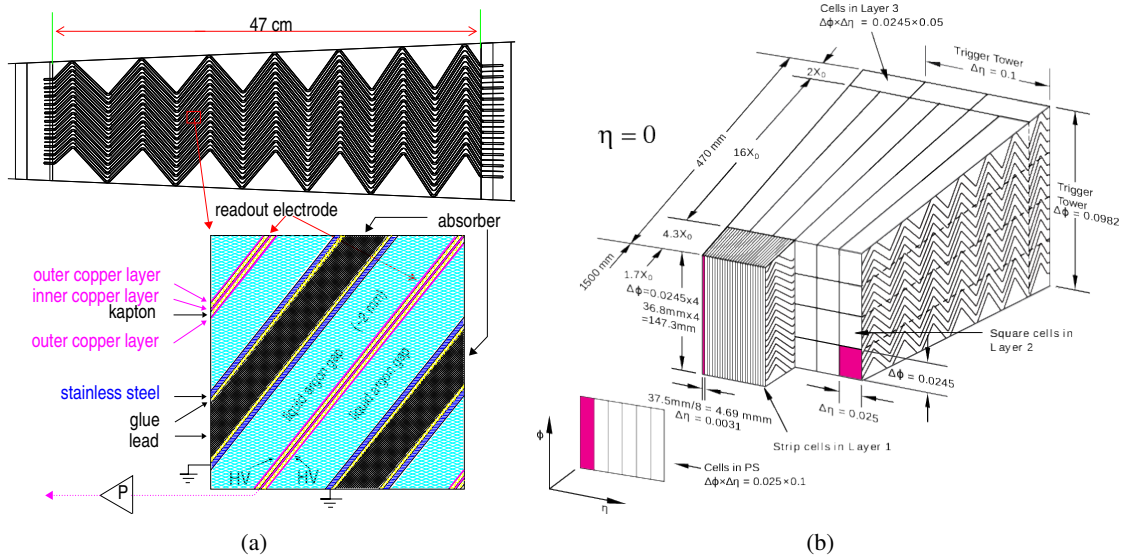 47 cm
readout electrode
absorber
outer copper layer
inner copper layer
kapton
outer copper layer
stainless steel
glue
lead
(~2 mm)
liquid argon gap
liquid argon gap
HV
HV
P
(a)
Cells in Layer 3
Δϕ×Δη = 0.0245×0.05
Trigger
Tower
Δη = 0.1
2X₀
η = 0
470 mm
16X₀
Trigger
Tower
Δϕ = 0.0982
4.3X₀
1500 mm
1.7X₀
Δϕ=0.0245x4
36.8mmx4
=147.3mm
Square cells in
Layer 2
Δϕ = 0.0245
37.5mm/8 = 4.69 mmm
Δη = 0.0031
Δη = 0.025
Strip cells in Layer 1
ϕ
Cells in PS
Δϕ×Δη = 0.025×0.1
η
(b)